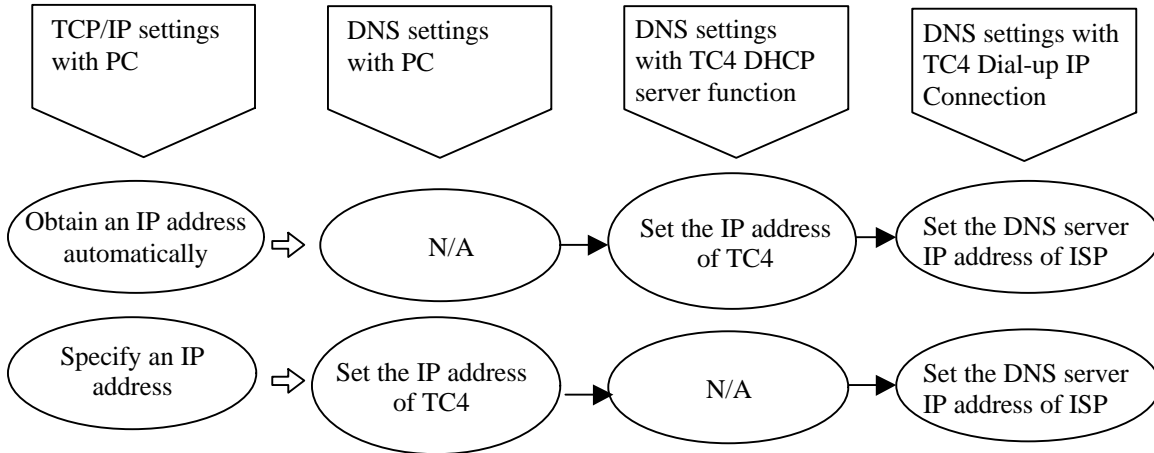 TCP/IP settings
with PC
DNS settings
with PC
DNS settings
with TC4 DHCP
server function
DNS settings with
TC4 Dial-up IP
Connection
Obtain an IP address
automatically
N/A
Set the IP address
of TC4
Set the DNS server
IP address of ISP
Specify an IP
address
Set the IP address
of TC4
N/A
Set the DNS server
IP address of ISP